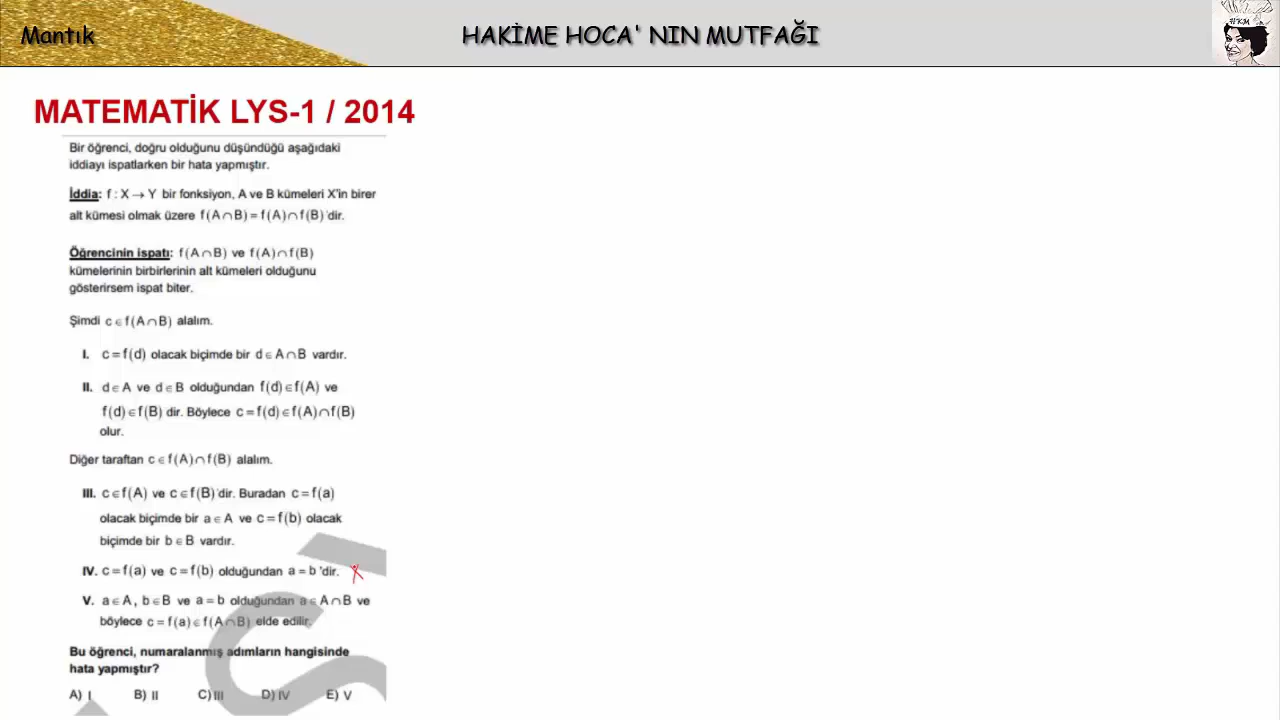 Mantık
HAKİME HOCA' NIN MUTFAĞI
#KM
MATEMATİK LYS-1 / 2014
Bir öğrenci, doğru olduğunu düşündüğü aşağıdaki
iddiayı ispatlarken bir hata yapmıştır.
İddia: f : X → Y bir fonksiyon, A ve B kümeleri X'in birer
alt kümesi olmak üzere f(A∩B) = f(A)∩f(B)'dir.
Öğrencinin ispatı: f(A∩B) ve f(A)∩f(B)
kümelerinin birbirlerinin alt kümeleri olduğunu
gösterirsem ispat biter.
Şimdi c∈f(A∩B) alalım.
I. c = f(d) olacak biçimde bir d∈A∩B vardır.
II. d∈A ve d∈B olduğundan f(d)∈f(A) ve
f(d)∈f(B) dir. Böylece c = f(d)∈f(A)∩f(B)
olur.
Diğer taraftan c∈f(A)∩f(B) alalım.
III. c∈f(A) ve c∈f(B)'dir. Buradan c = f(a)
olacak biçimde bir a∈A ve c = f(b) olacak
biçimde bir b∈B vardır.
IV. c = f(a) ve c = f(b) olduğundan a = b 'dir. X
V. a∈A, b∈B ve a = b olduğundan a∈A∩B ve
böylece c = f(a)∈f(A∩B) elde edilir.
Bu öğrenci, numaralanmış adımların hangisinde
hata yapmıştır?
A) I B) II C) III D) IV E) V